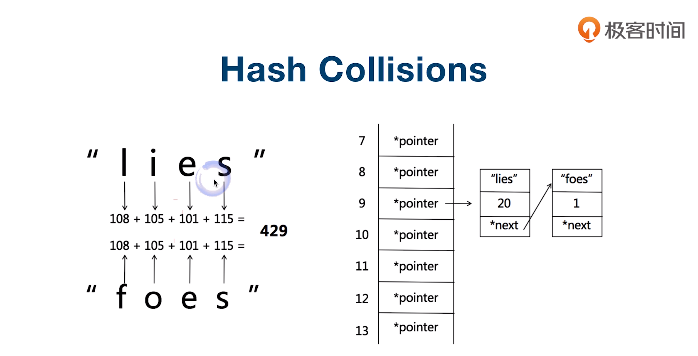 极客时间
Hash Collisions
“ l i e s ”
108 + 105 + 101 + 115 =
429
108 + 105 + 101 + 115 =
“ f o e s ”
7 *pointer
8 *pointer
9 *pointer
10 *pointer
11 *pointer
12 *pointer
13 *pointer
"lies"
20
*next
"foes"
1
*next